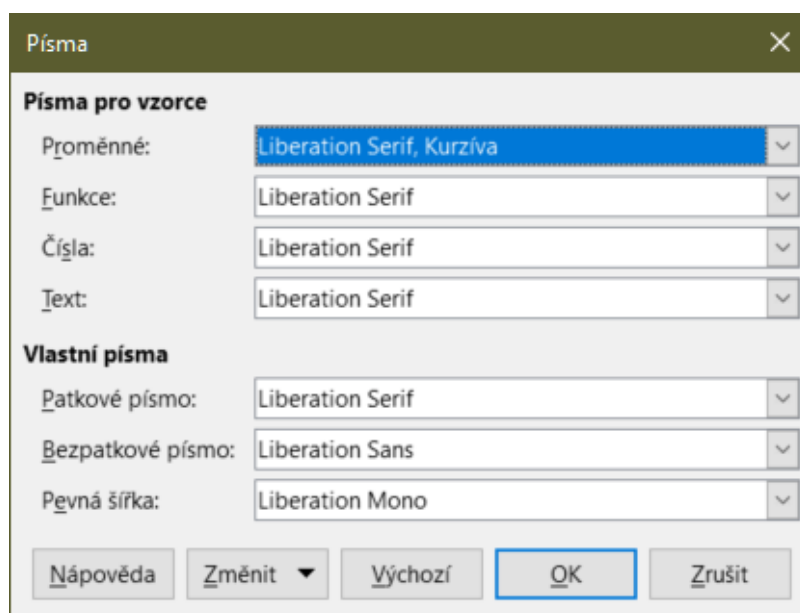 Písma
Písma pro vzorce
Proměnné: Liberation Serif, Kurzíva
Funkce: Liberation Serif
Čísla: Liberation Serif
Text: Liberation Serif
Vlastní písma
Patkové písmo: Liberation Serif
Bezpatkové písmo: Liberation Sans
Pevná šířka: Liberation Mono
Nápověda Změnit Výchozí OK Zrušit